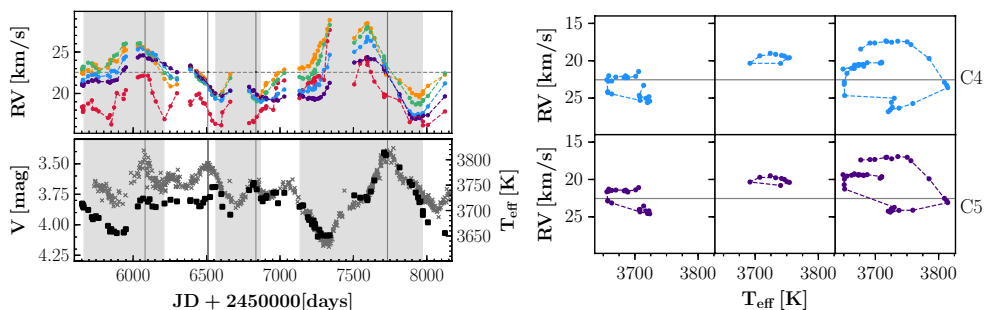 RV [km/s]
25
20
V [mag]
3.50
3.75
4.00
4.25
3800
3750
3700
3650
T_eff [K]
6000 6500 7000 7500 8000
JD + 2450000[days]
RV [km/s]
15
20
25
C4
RV [km/s]
15
20
25
C5
3700 3800 3700 3800 3700 3800
T_eff [K]